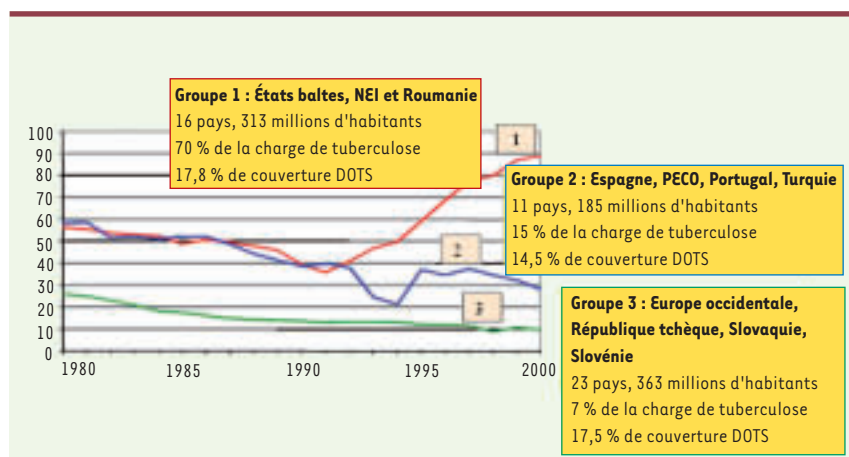 Groupe 1 : États baltes, NEI et Roumanie
16 pays, 313 millions d'habitants
70 % de la charge de tuberculose
17,8 % de couverture DOTS
Groupe 2 : Espagne, PECO, Portugal, Turquie
11 pays, 185 millions d'habitants
15 % de la charge de tuberculose
14,5 % de couverture DOTS
Groupe 3 : Europe occidentale,
République tchèque, Slovaquie,
Slovénie
23 pays, 363 millions d'habitants
7 % de la charge de tuberculose
17,5 % de couverture DOTS
100
90
80
70
60
50
40
30
20
10
0
1
2
3
1980 1985 1990 1995 2000